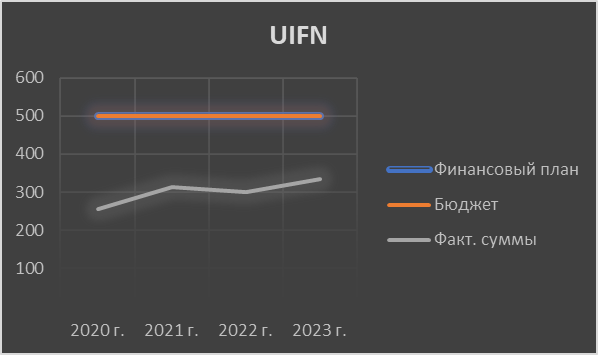 UIFN
600
500
400
300
200
100
2020 г. 2021 г. 2022 г. 2023 г.
Финансовый план
Бюджет
Факт. суммы